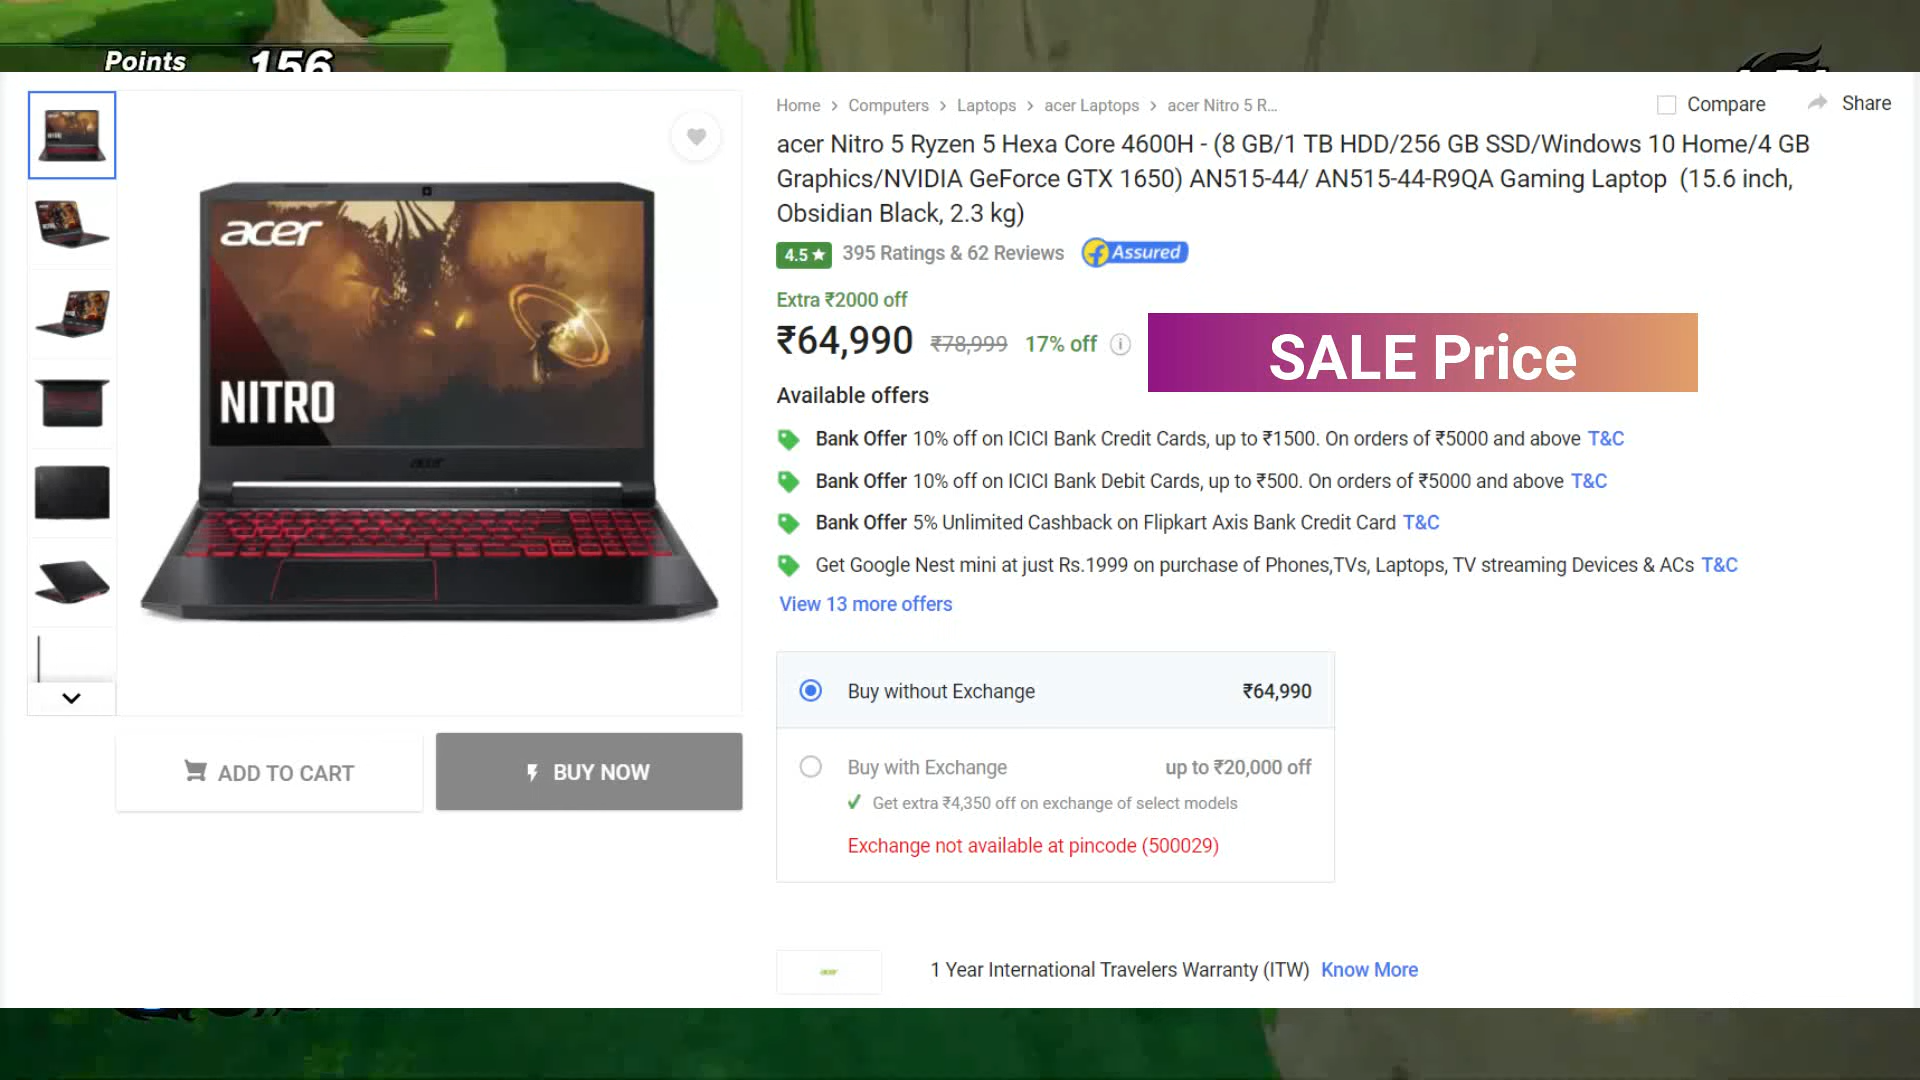 Points 156
Home > Computers > Laptops > acer Laptops > acer Nitro 5 R...
Compare
Share
acer Nitro 5 Ryzen 5 Hexa Core 4600H - (8 GB/1 TB HDD/256 GB SSD/Windows 10 Home/4 GB
Graphics/NVIDIA GeForce GTX 1650) AN515-44/ AN515-44-R9QA Gaming Laptop (15.6 inch,
Obsidian Black, 2.3 kg)
4.5★ 395 Ratings & 62 Reviews Assured
Extra ₹2000 off
₹64,990 ₹78,999 17% off
SALE Price
Available offers
Bank Offer 10% off on ICICI Bank Credit Cards, up to ₹1500. On orders of ₹5000 and above T&C
Bank Offer 10% off on ICICI Bank Debit Cards, up to ₹500. On orders of ₹5000 and above T&C
Bank Offer 5% Unlimited Cashback on Flipkart Axis Bank Credit Card T&C
Get Google Nest mini at just Rs.1999 on purchase of Phones,TVs, Laptops, TV streaming Devices & ACs T&C
View 13 more offers
Buy without Exchange ₹64,990
Buy with Exchange up to ₹20,000 off
Get extra ₹4,350 off on exchange of select models
Exchange not available at pincode (500029)
acer
1 Year International Travelers Warranty (ITW) Know More
acer
NITRO
acer
ADD TO CART
BUY NOW